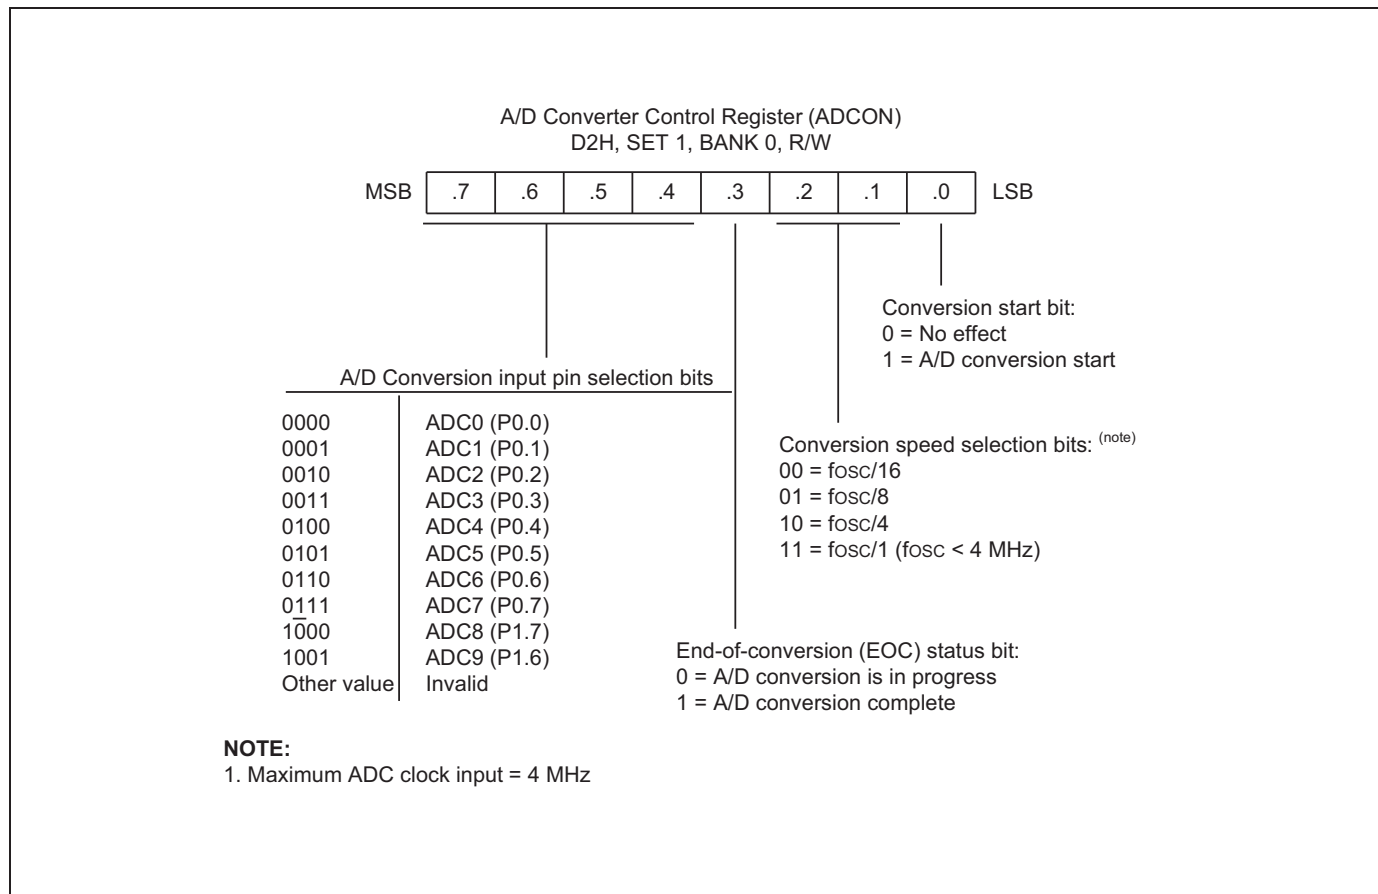 A/D Converter Control Register (ADCON)
D2H, SET 1, BANK 0, R/W
MSB .7 .6 .5 .4 .3 .2 .1 .0 LSB
Conversion start bit:
0 = No effect
1 = A/D conversion start
A/D Conversion input pin selection bits
0000 ADC0 (P0.0)
0001 ADC1 (P0.1)
0010 ADC2 (P0.2)
0011 ADC3 (P0.3)
0100 ADC4 (P0.4)
0101 ADC5 (P0.5)
0110 ADC6 (P0.6)
0111 ADC7 (P0.7)
1000 ADC8 (P1.7)
1001 ADC9 (P1.6)
Other value Invalid
Conversion speed selection bits: (note)
00 = fOSC/16
01 = fOSC/8
10 = fOSC/4
11 = fOSC/1 (fOSC < 4 MHz)
End-of-conversion (EOC) status bit:
0 = A/D conversion is in progress
1 = A/D conversion complete
NOTE:
1. Maximum ADC clock input = 4 MHz